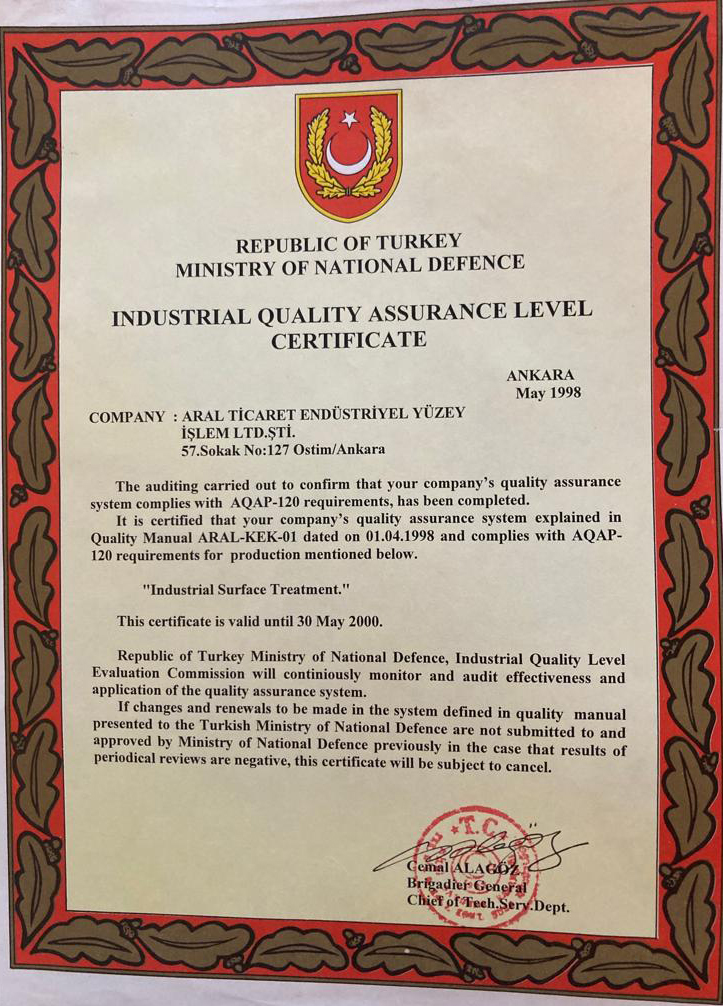 REPUBLIC OF TURKEY
MINISTRY OF NATIONAL DEFENCE
INDUSTRIAL QUALITY ASSURANCE LEVEL
CERTIFICATE
ANKARA
May 1998
COMPANY : ARAL TİCARET ENDÜSTRİYEL YÜZEY
İŞLEM LTD.ŞTİ.
57.Sokak No:127 Ostim/Ankara
The auditing carried out to confirm that your company's quality assurance
system complies with AQAP-120 requirements, has been completed.
It is certified that your company's quality assurance system explained in
Quality Manual ARAL-KEK-01 dated on 01.04.1998 and complies with AQAP-
120 requirements for production mentioned below.
"Industrial Surface Treatment."
This certificate is valid until 30 May 2000.
Republic of Turkey Ministry of National Defence, Industrial Quality Level
Evaluation Commission will continiously monitor and audit effectiveness and
application of the quality assurance system.
If changes and renewals to be made in the system defined in quality manual
presented to the Turkish Ministry of National Defence are not submitted to and
approved by Ministry of National Defence previously in the case that results of
periodical reviews are negative, this certificate will be subject to cancel.
T.C.
Cemal ALAGÖZ
Brigadier General
Chief of Tech.Serv.Dept.